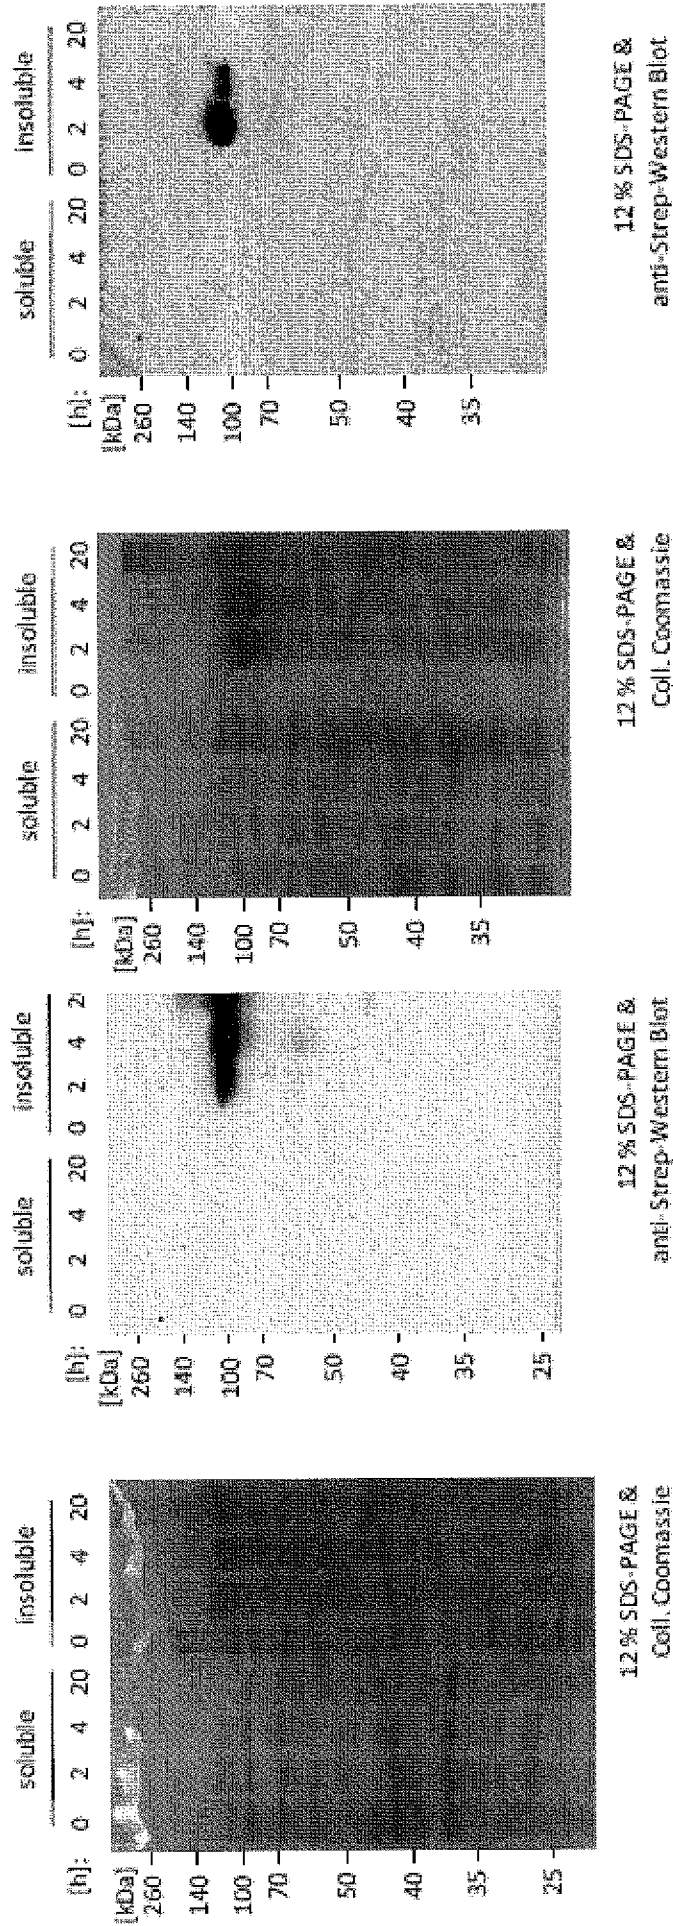 soluble insoluble
[h]: 0 2 4 20 0 2 4 20
[kDa]
260
140
100
70
50
40
35
25
12 % SDS-PAGE &
Coll. Coomassie
soluble insoluble
[h]: 0 2 4 20 0 2 4 2
[kDa]
260
140
100
70
50
40
35
25
12 % SDS-PAGE &
anti-Strep-Western Blot
soluble insoluble
[h]: 0 2 4 20 0 2 4 20
[kDa]
260
140
100
70
50
40
35
12 % SDS-PAGE &
Coll. Coomassie
soluble insoluble
[h]: 0 2 4 20 0 2 4 20
[kDa]
260
140
100
70
50
40
35
12 % SDS-PAGE &
anti-Strep-Western Blot